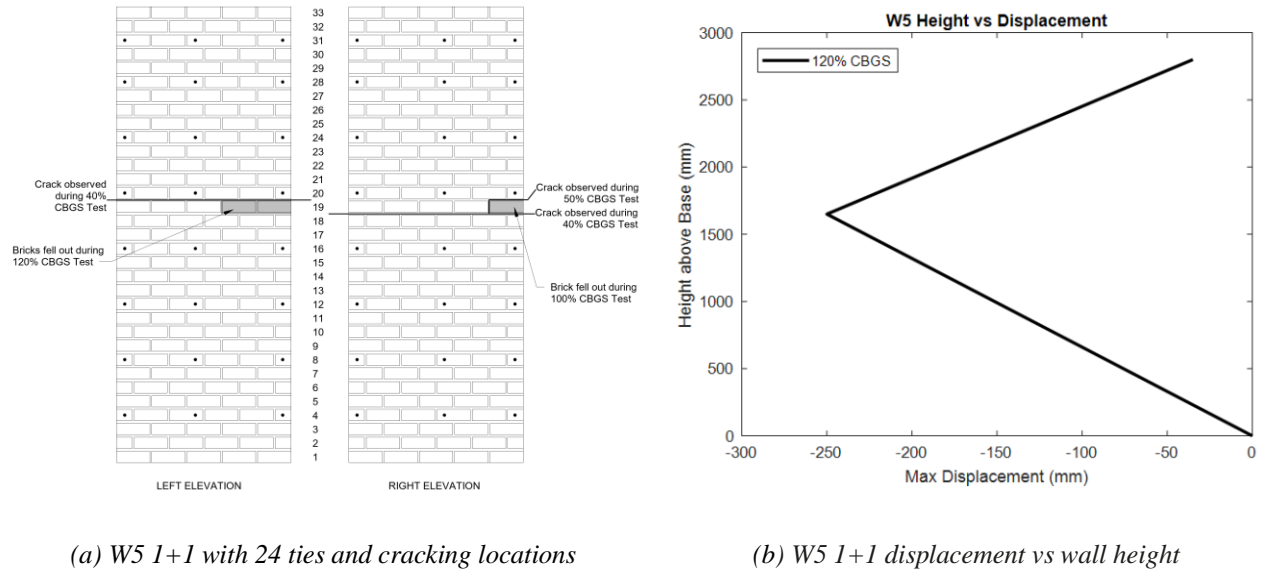 33
32
31
30
29
28
27
26
25
24
23
22
21
20
19
18
17
16
15
14
13
12
11
10
9
8
7
6
5
4
3
2
1
Crack observed
during 40%
CBGS Test
Bricks fell out during
120% CBGS Test
Crack observed during
50% CBGS Test
Crack observed during
40% CBGS Test
Brick fell out during
100% CBGS Test
LEFT ELEVATION
RIGHT ELEVATION
(a) W5 1+1 with 24 ties and cracking locations
W5 Height vs Displacement
120% CBGS
Height above Base (mm)
3000
2500
2000
1500
1000
500
0
-300 -250 -200 -150 -100 -50 0
Max Displacement (mm)
(b) W5 1+1 displacement vs wall height